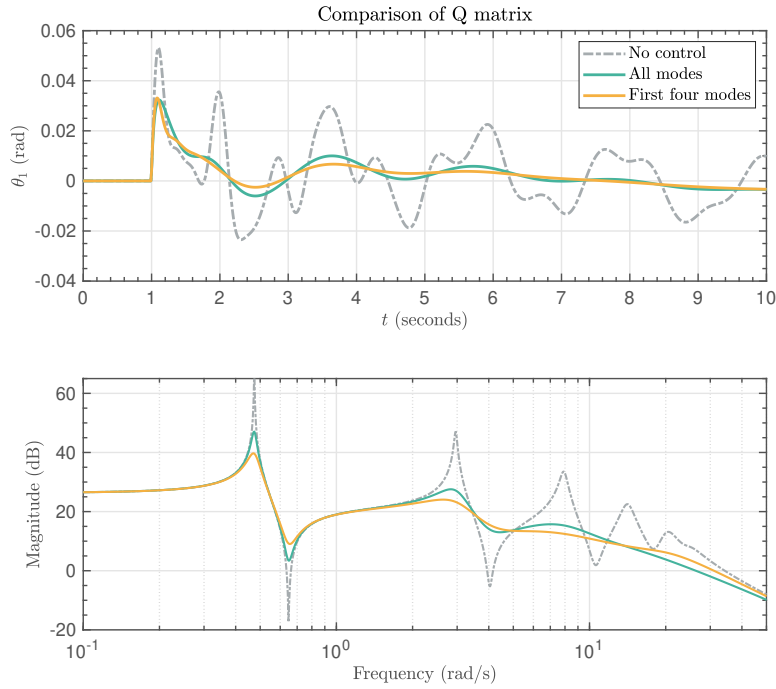 Comparison of Q matrix
0.06
0.04
0.02
0
-0.02
-0.04
θ₁ (rad)
No control
All modes
First four modes
0 1 2 3 4 5 6 7 8 9 10
t (seconds)
60
40
20
0
-20
Magnitude (dB)
10⁻¹ 10⁰ 10¹
Frequency (rad/s)